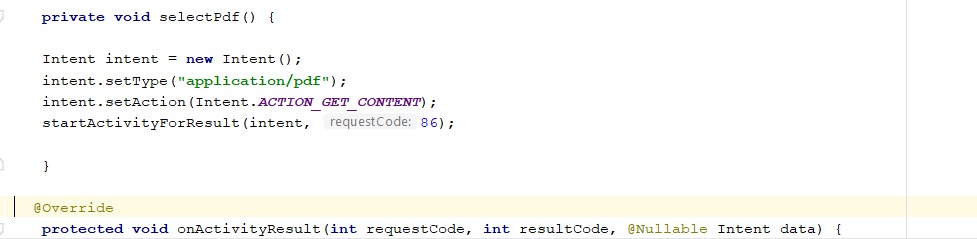 private void selectPdf() {
Intent intent = new Intent();
intent.setType("application/pdf");
intent.setAction(Intent.ACTION_GET_CONTENT);
startActivityForResult(intent, requestCode: 86);
}
@Override
protected void onActivityResult(int requestCode, int resultCode, @Nullable Intent data) {